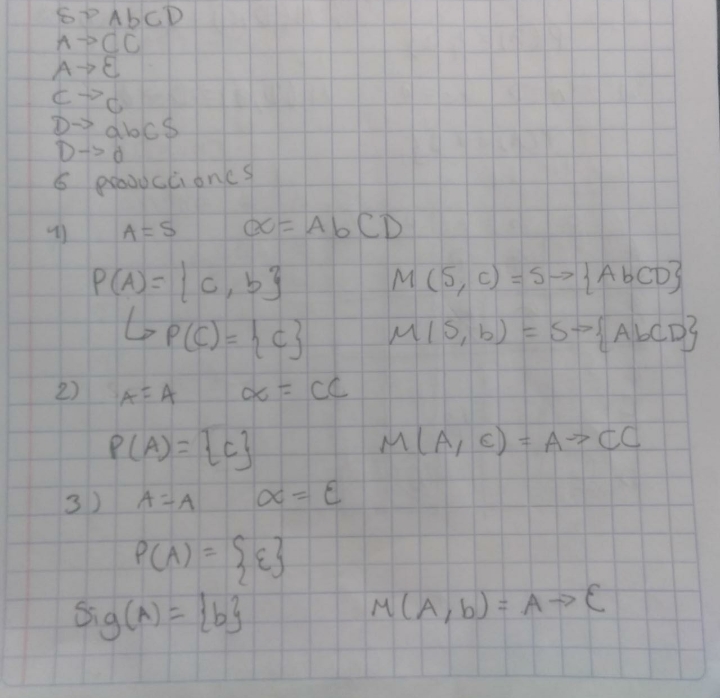 S→ AbCD
A→CC
A→ε
C→c
D→ abCS
D→d
6 producciones
1) A=S α= AbCD
P(A)= {c, b} M(S, c) = S→{AbCD}
↳P(C)= {c} M(S, b) = S→{AbCD}
2) A=A α= CC
P(A)= {c} M(A, c) = A→CC
3) A=A α= ε
P(A) = {ε}
Sig(A) = {b} M(A, b) = A→ε